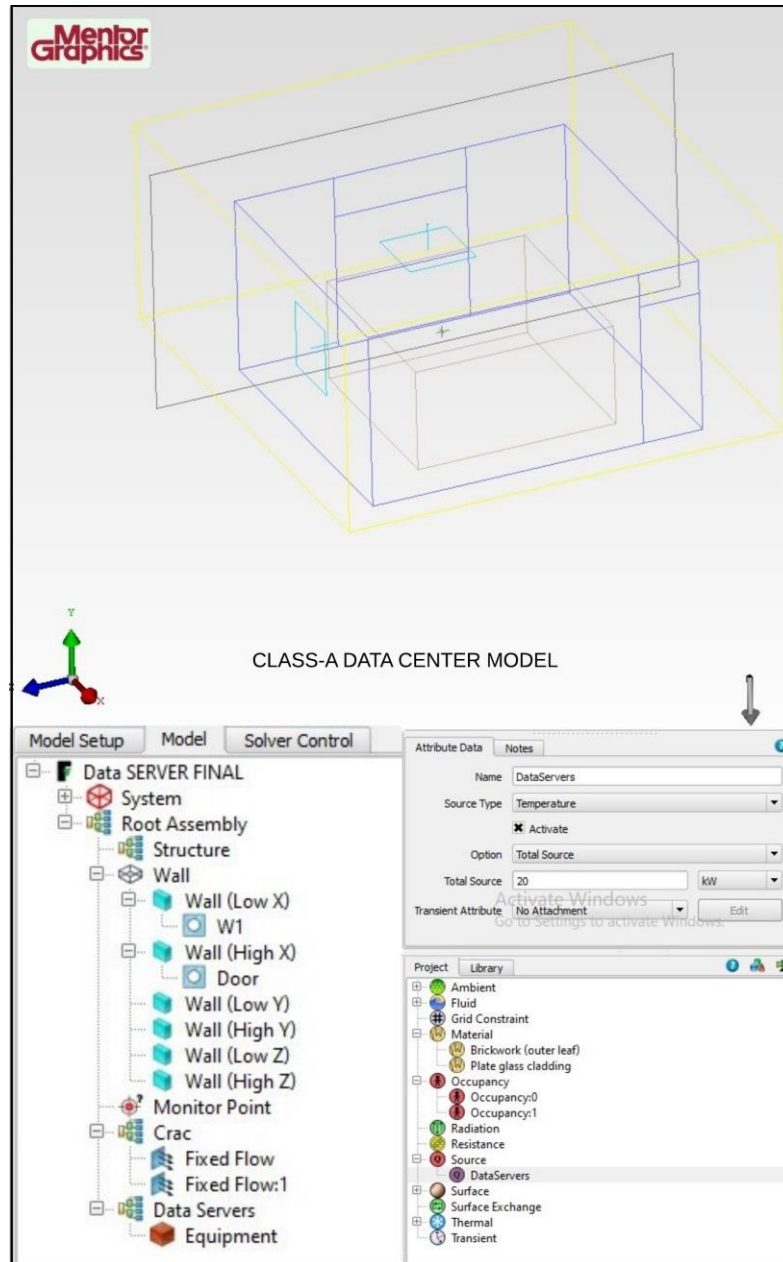 Mentor
Graphics®
Y
X
CLASS-A DATA CENTER MODEL
Model Setup Model Solver Control
Data SERVER FINAL
System
Root Assembly
Structure
Wall
Wall (Low X)
W1
Wall (High X)
Door
Wall (Low Y)
Wall (High Y)
Wall (Low Z)
Wall (High Z)
Monitor Point
Crac
Fixed Flow
Fixed Flow:1
Data Servers
Equipment
Attribute Data Notes
Name DataServers
Source Type Temperature
Activate
Option Total Source
Total Source 20 kW
Activate Windows
Transient Attribute No Attachment Edit
Go to Settings to activate Windows.
Project Library
Ambient
Fluid
Grid Constraint
Material
Brickwork (outer leaf)
Plate glass cladding
Occupancy
Occupancy:0
Occupancy:1
Radiation
Resistance
Source
DataServers
Surface
Surface Exchange
Thermal
Transient